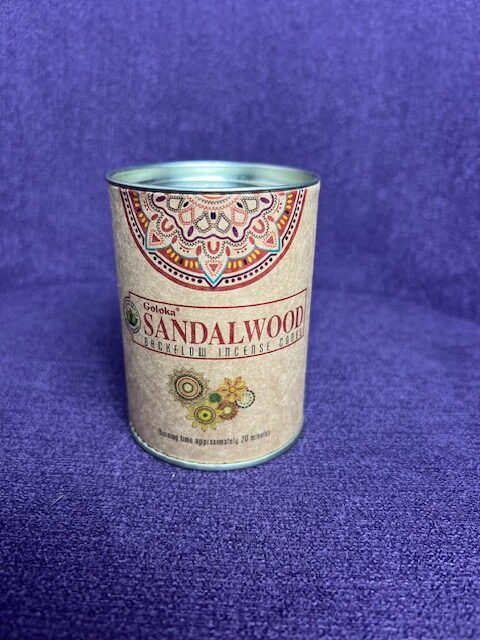 Goloka®
SANDALWOOD
BACKFLOW INCENSE CONES
Burning time approximately 20 minutes